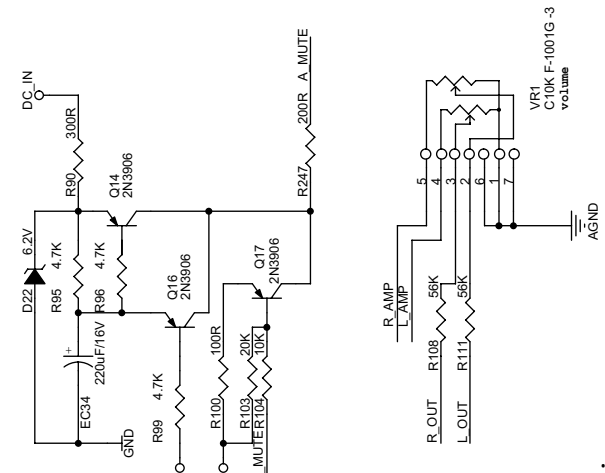 DC_IN
R90 300R
D22 6.2V
R95 4.7K
R96 4.7K
Q14
2N3906
EC34
220uF/16V
+
GND
Q16
2N3906
R99 4.7K
R100 100R
R103 20K
R104 10K
MUTE
Q17
2N3906
R247 200R A_MUTE
R_AMP
L_AMP
R_OUT
L_OUT
R108 56K
R111 56K
5
4
3
2
6
1
7
VR1
C10K F-1001G -3
volume
AGND